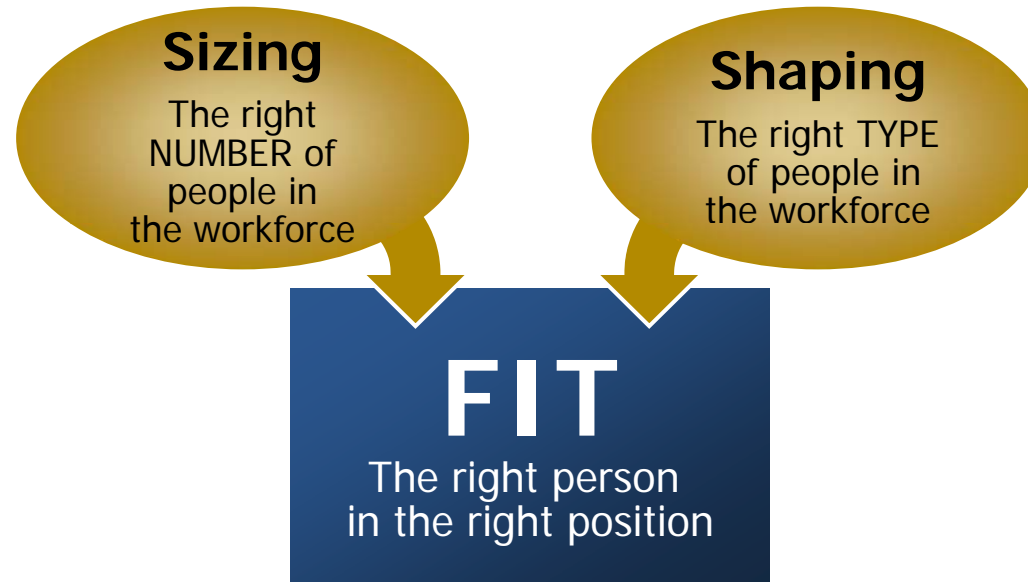 Sizing
The right
NUMBER of
people in
the workforce
Shaping
The right TYPE
of people in
the workforce
FIT
The right person
in the right position